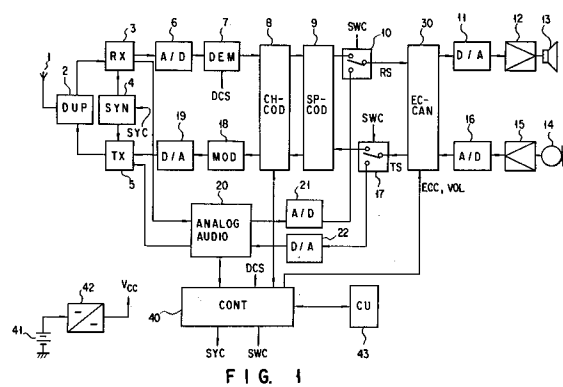 1
2
DUP
3
RX
4
SYN
SYC
TX
5
6
A/D
7
DEM
DCS
8
CH-
COD
9
SP-
COD
SWC
10
RS
30
EC-
CAN
11
D/A
12
13
19
D/A
18
MOD
SWC
17
TS
16
A/D
15
14
20
ANALOG
AUDIO
21
A/D
22
D/A
ECC, VOL
DCS
CONT
40
CU
43
SYC
SWC
41
42
VCC
FIG. 1